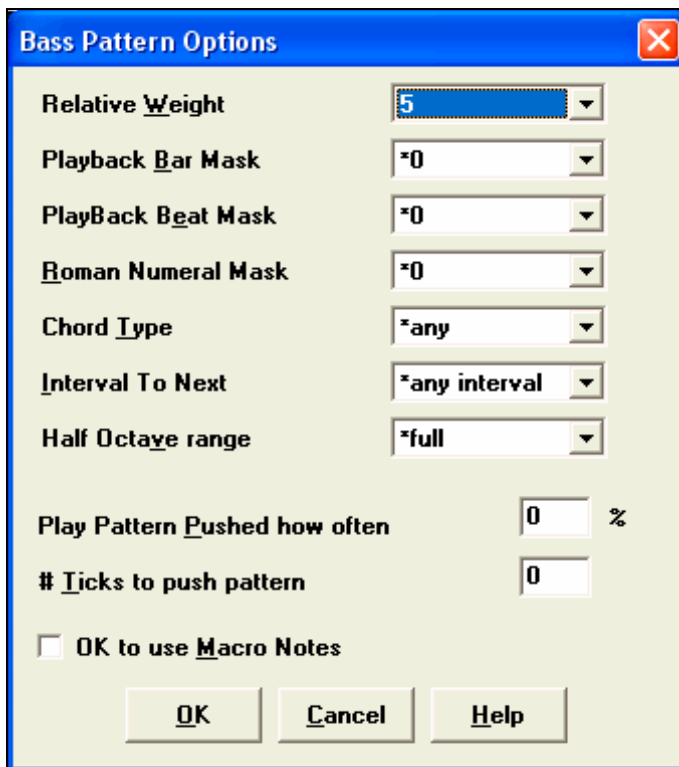 Bass Pattern Options
Relative Weight 5
Playback Bar Mask *0
PlayBack Beat Mask *0
Roman Numeral Mask *0
Chord Type *any
Interval To Next *any interval
Half Octave range *full
Play Pattern Pushed how often 0 %
# Ticks to push pattern 0
OK to use Macro Notes
OK Cancel Help